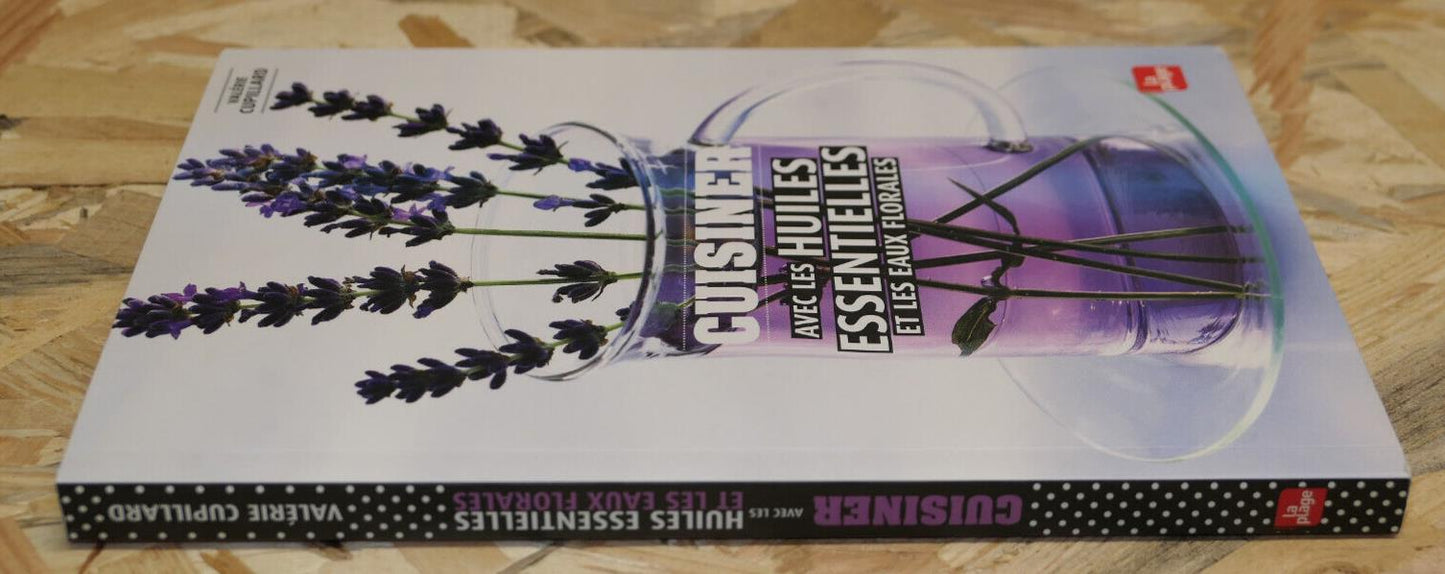 VALÉRIE
CUPILLARD
la
plage
CUISINER
AVEC LES HUILES
ESSENTIELLES
ET LES EAUX FLORALES
la
plage
CUISINER AVEC LES HUILES ESSENTIELLES
ET LES EAUX FLORALES
VALÉRIE CUPILLARD